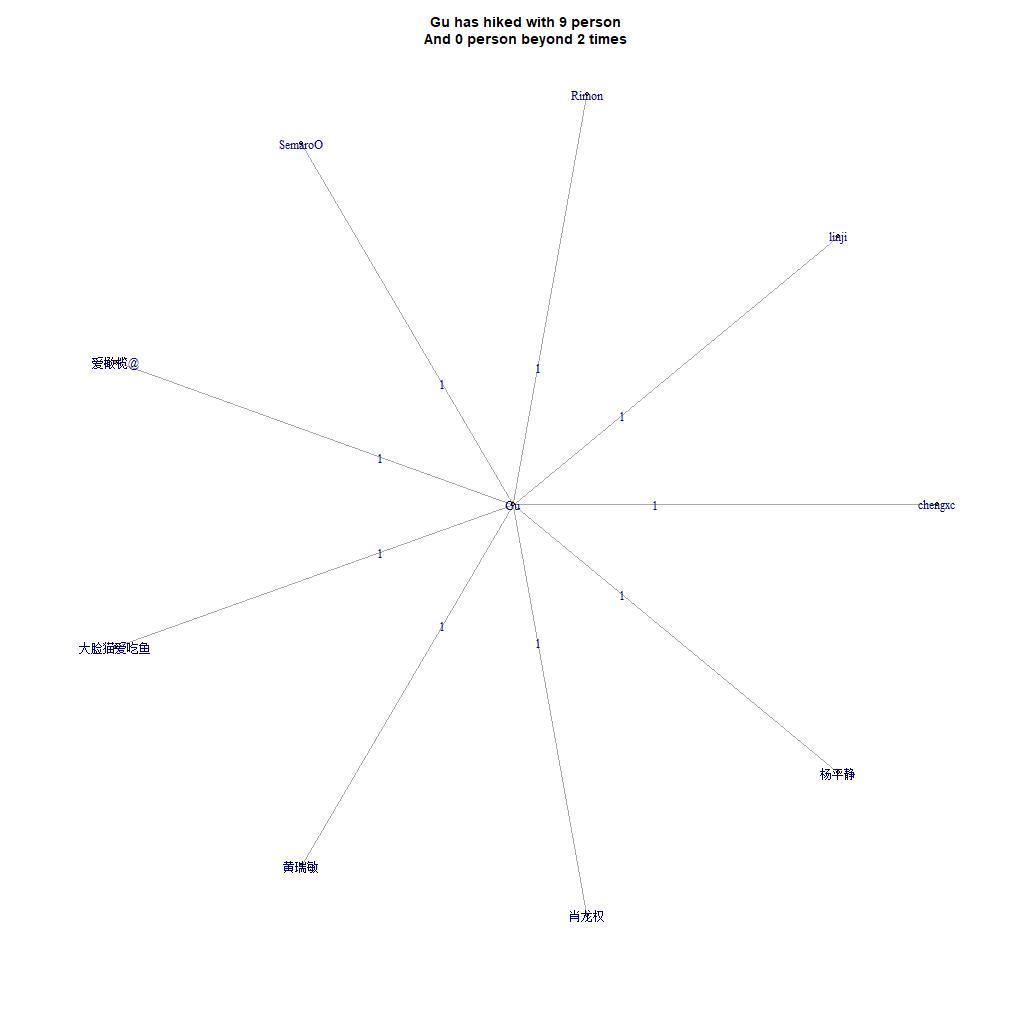 Gu has hiked with 9 person
And 0 person beyond 2 times
Rimon
SemaroO
linji
爱橄榄@
1
1
1
1
Gu
1
chengxc
1
1
1
1
大脸猫爱吃鱼
杨平静
黄瑞敏
肖龙权